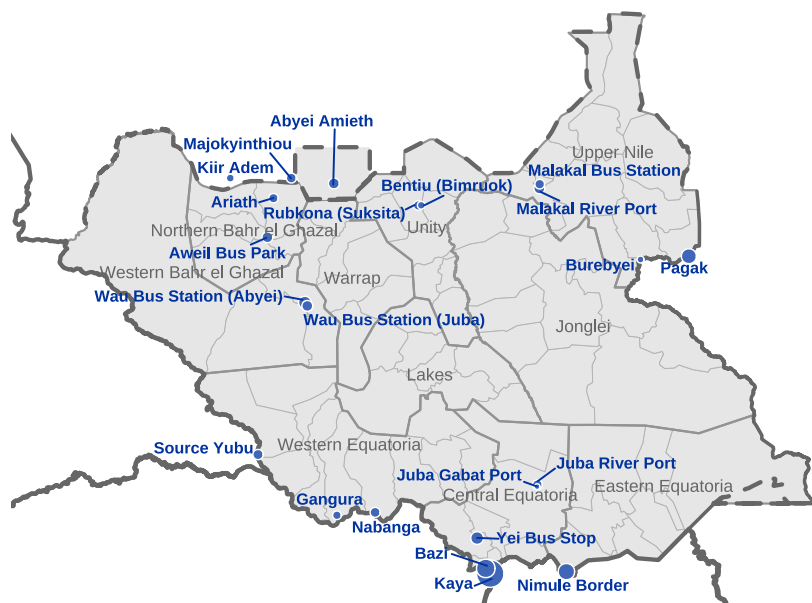 Abyei Amieth
Majokyinthiou
Kiir Adem
Upper Nile
Malakal Bus Station
Bentiu (Bimruok)
Ariath
Rubkona (Suksita)
Malakal River Port
Northern Bahr el Ghazal
Unity
Aweil Bus Park
Burebyei
Pagak
Western Bahr el Ghazal
Warrap
Wau Bus Station (Abyei)
Wau Bus Station (Juba)
Jonglei
Lakes
Source Yubu
Western Equatoria
Juba River Port
Juba Gabat Port
Eastern Equatoria
Central Equatoria
Gangura
Nabanga
Yei Bus Stop
Bazi
Kaya
Nimule Border